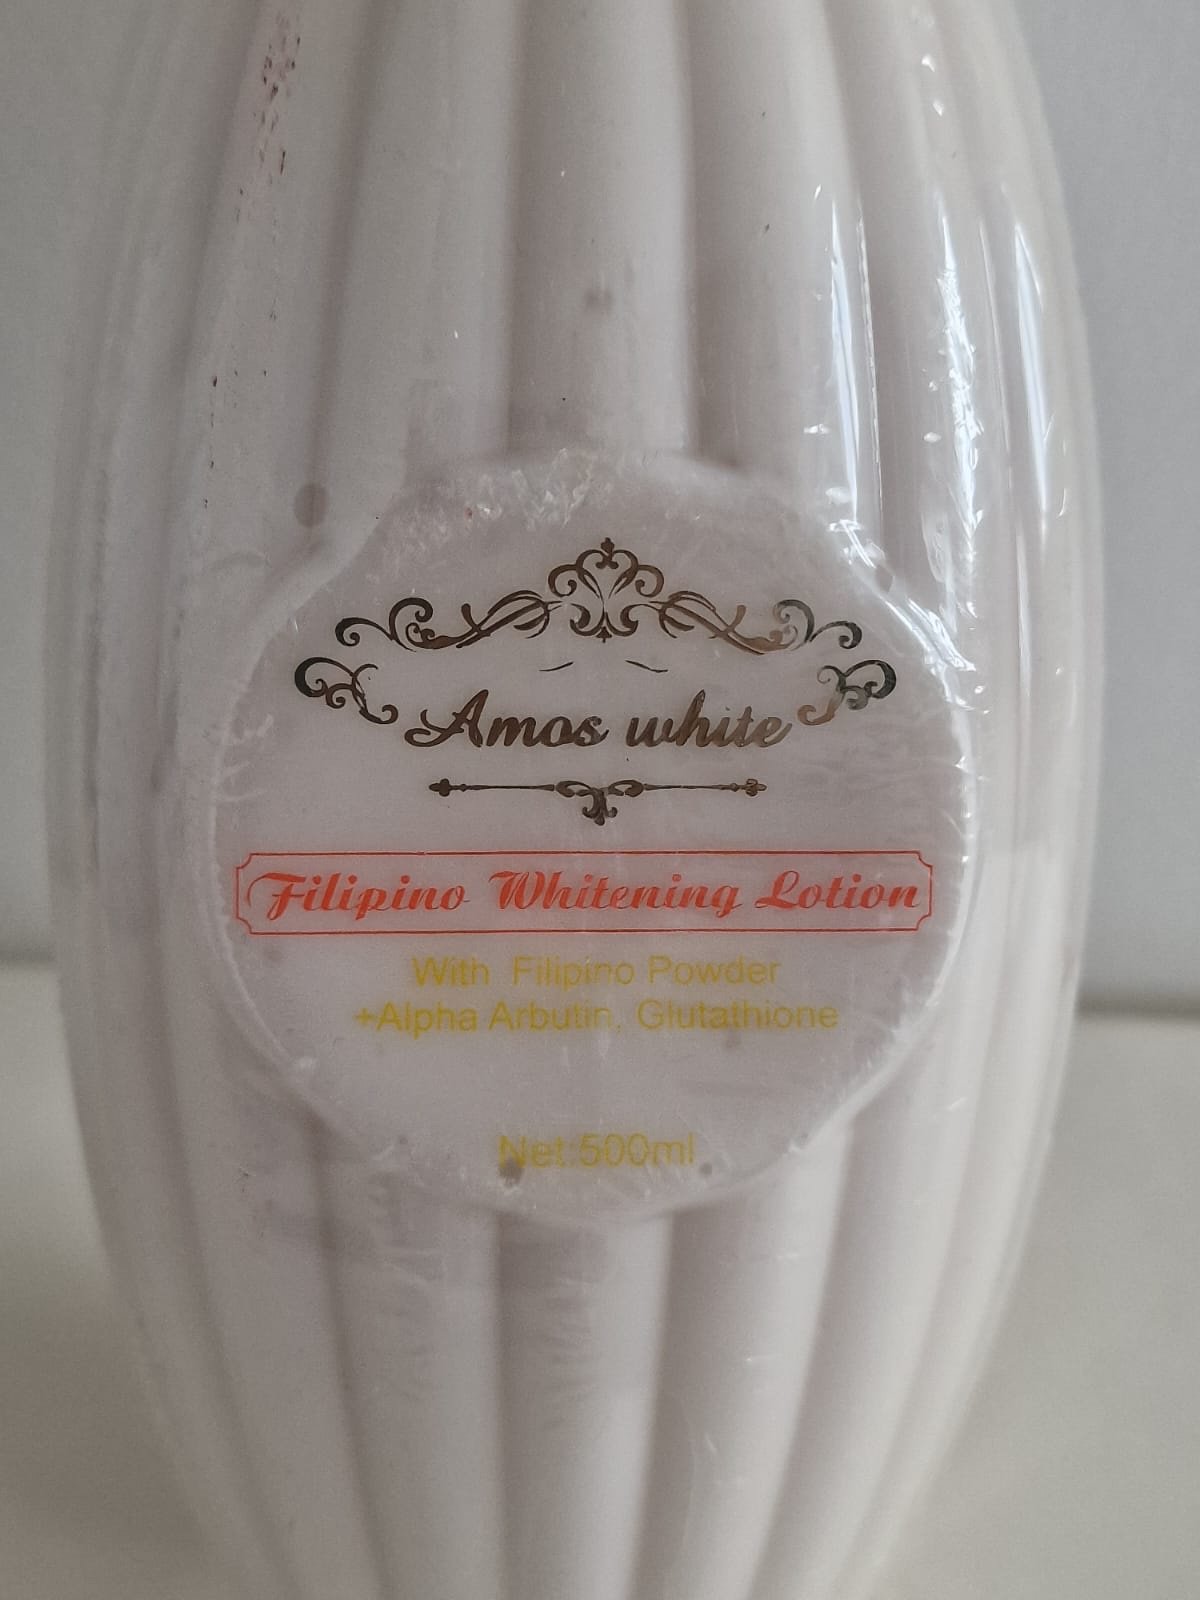 Amos white
Filipino Whitening Lotion
With Filipino Powder
+Alpha Arbutin, Glutathione
Net:500ml